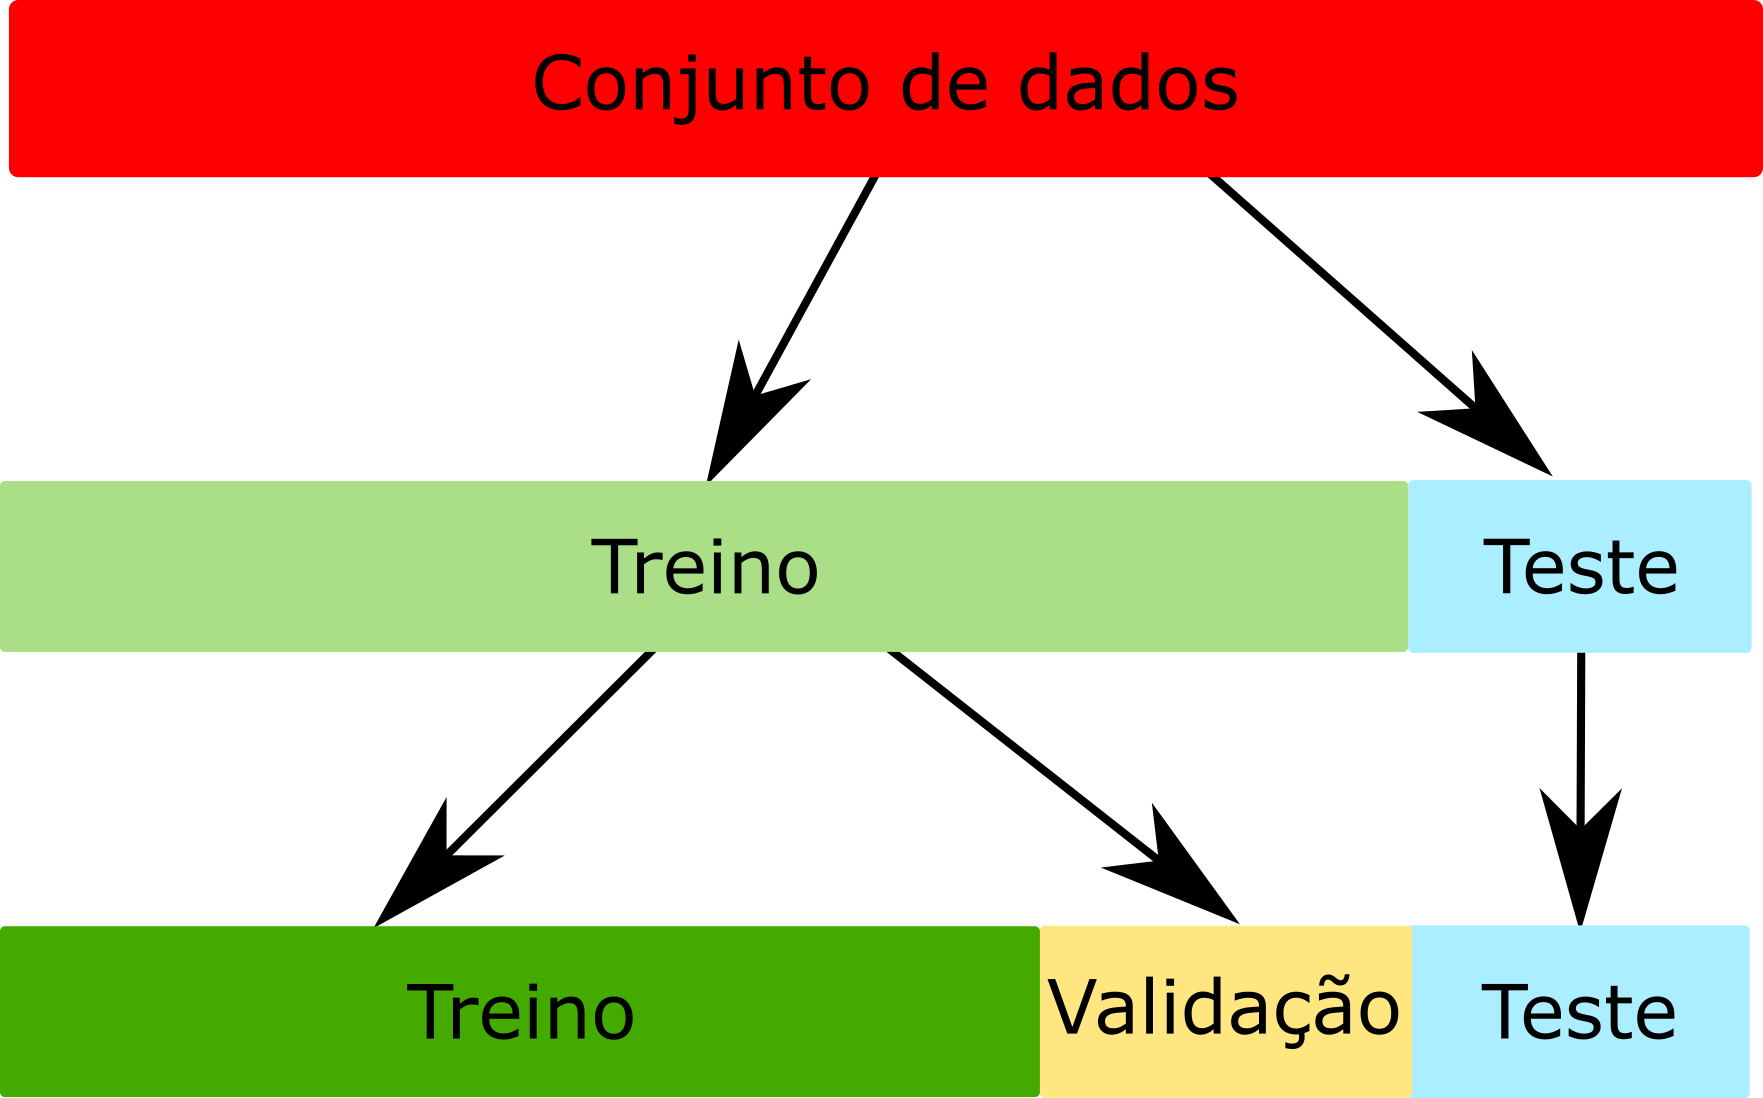 Conjunto de dados
Treino
Teste
Treino
Validação
Teste